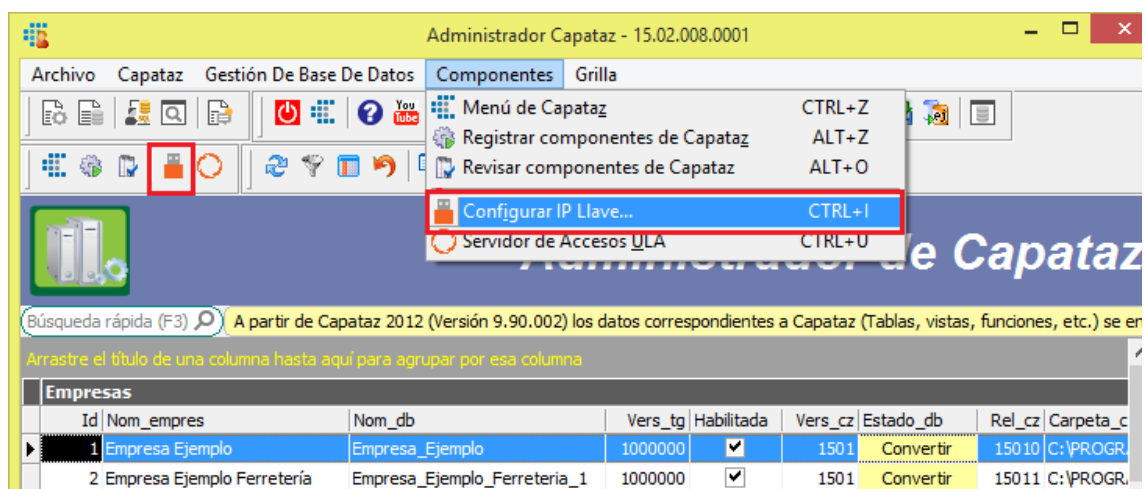 Administrador Capataz - 15.02.008.0001
Archivo Capataz Gestión De Base De Datos Componentes Grilla
You Tube
Menú de Capataz CTRL+Z
Registrar componentes de Capataz ALT+Z
Revisar componentes de Capataz ALT+O
Configurar IP Llave... CTRL+I
Servidor de Accesos ULA CTRL+U
Administrador de Capataz
Búsqueda rápida (F3) A partir de Capataz 2012 (Versión 9.90.002) los datos correspondientes a Capataz (Tablas, vistas, funciones, etc.) se en
Arrastre el título de una columna hasta aquí para agrupar por esa columna
Empresas
Id Nom_empres Nom_db Vers_tg Habilitada Vers_cz Estado_db Rel_cz Carpeta_c
1 Empresa Ejemplo Empresa_Ejemplo 1000000 1501 Convertir 15010 C:\PROGR
2 Empresa Ejemplo Ferretería Empresa_Ejemplo_Ferreteria_1 1000000 1501 Convertir 15011 C:\PROGR